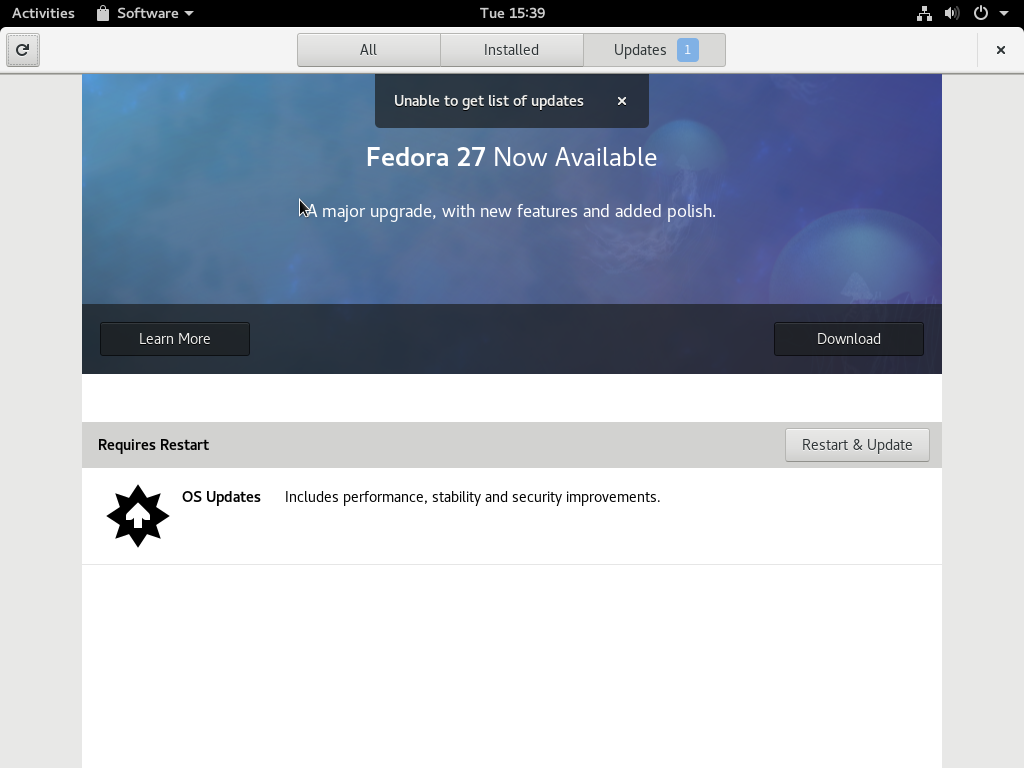 Activities Software Tue 15:39
All Installed Updates 1
Unable to get list of updates
Fedora 27 Now Available
A major upgrade, with new features and added polish.
Learn More Download
Requires Restart Restart & Update
OS Updates Includes performance, stability and security improvements.